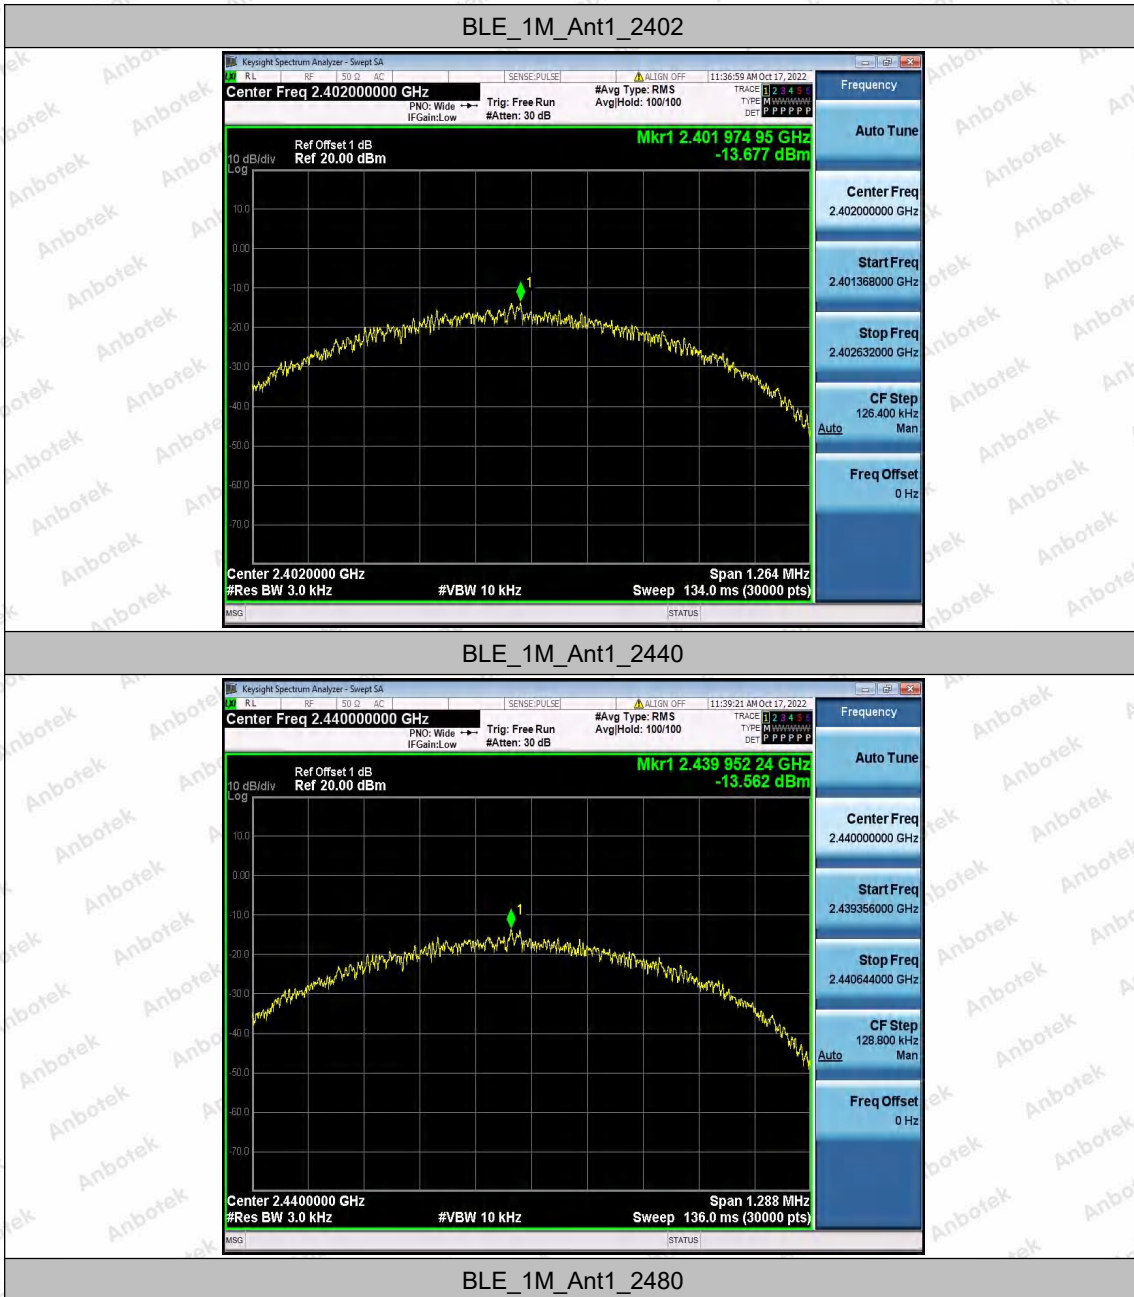 BLE_1M_Ant1_2402
Keysight Spectrum Analyzer - Swept SA
LXI RL RF 50 Ω AC SENSE:PULSE ALIGN OFF 11:36:59 AM Oct 17, 2022
Center Freq 2.402000000 GHz
PNO: Wide
IFGain:Low
Trig: Free Run
#Atten: 30 dB
#Avg Type: RMS
Avg|Hold: 100/100
TRACE 1 2 3 4 5 6
TYPE M WWWWW
DET P P P P P P
Frequency
Ref Offset 1 dB
10 dB/div Ref 20.00 dBm
Log
Mkr1 2.401 974 95 GHz
-13.677 dBm
Auto Tune
10.0
0.00
-10.0
-20.0
-30.0
-40.0
-50.0
-60.0
-70.0
1
Center Freq
2.402000000 GHz
Start Freq
2.401368000 GHz
Stop Freq
2.402632000 GHz
CF Step
126.400 kHz
Auto Man
Freq Offset
0 Hz
Center 2.4020000 GHz Span 1.264 MHz
#Res BW 3.0 kHz #VBW 10 kHz Sweep 134.0 ms (30000 pts)
MSG STATUS
BLE_1M_Ant1_2440
Keysight Spectrum Analyzer - Swept SA
LXI RL RF 50 Ω AC SENSE:PULSE ALIGN OFF 11:39:21 AM Oct 17, 2022
Center Freq 2.440000000 GHz
PNO: Wide
IFGain:Low
Trig: Free Run
#Atten: 30 dB
#Avg Type: RMS
Avg|Hold: 100/100
TRACE 1 2 3 4 5 6
TYPE M WWWWW
DET P P P P P P
Frequency
Ref Offset 1 dB
10 dB/div Ref 20.00 dBm
Log
Mkr1 2.439 952 24 GHz
-13.562 dBm
Auto Tune
10.0
0.00
-10.0
-20.0
-30.0
-40.0
-50.0
-60.0
-70.0
1
Center Freq
2.440000000 GHz
Start Freq
2.439356000 GHz
Stop Freq
2.440644000 GHz
CF Step
128.800 kHz
Auto Man
Freq Offset
0 Hz
Center 2.4400000 GHz Span 1.288 MHz
#Res BW 3.0 kHz #VBW 10 kHz Sweep 136.0 ms (30000 pts)
MSG STATUS
BLE_1M_Ant1_2480